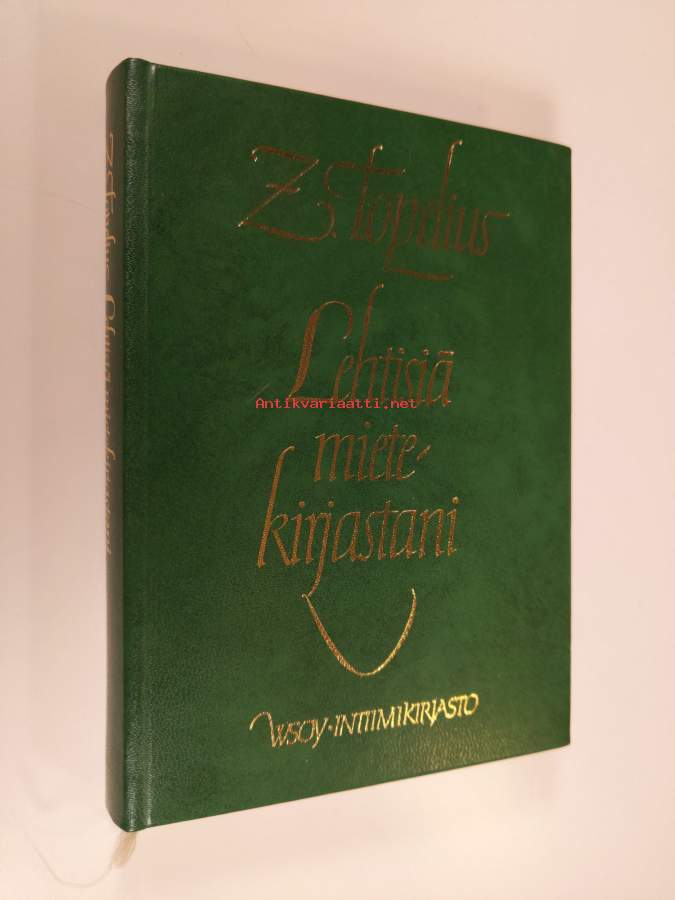 Z. Topelius
Lehtisiä
Antikvariaatti.net
miete-
kirjastani
WSOY · INTIIMIKIRJASTO
Z. Topelius Lehtisiä mietekirjastani